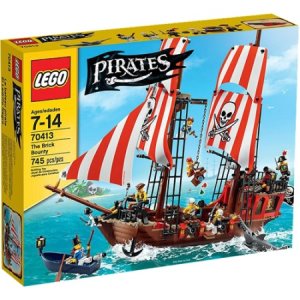 LEGO
PIRATES
Ages/edades
7-14
70413
The Brick
Bounty
745 pcs/pzs